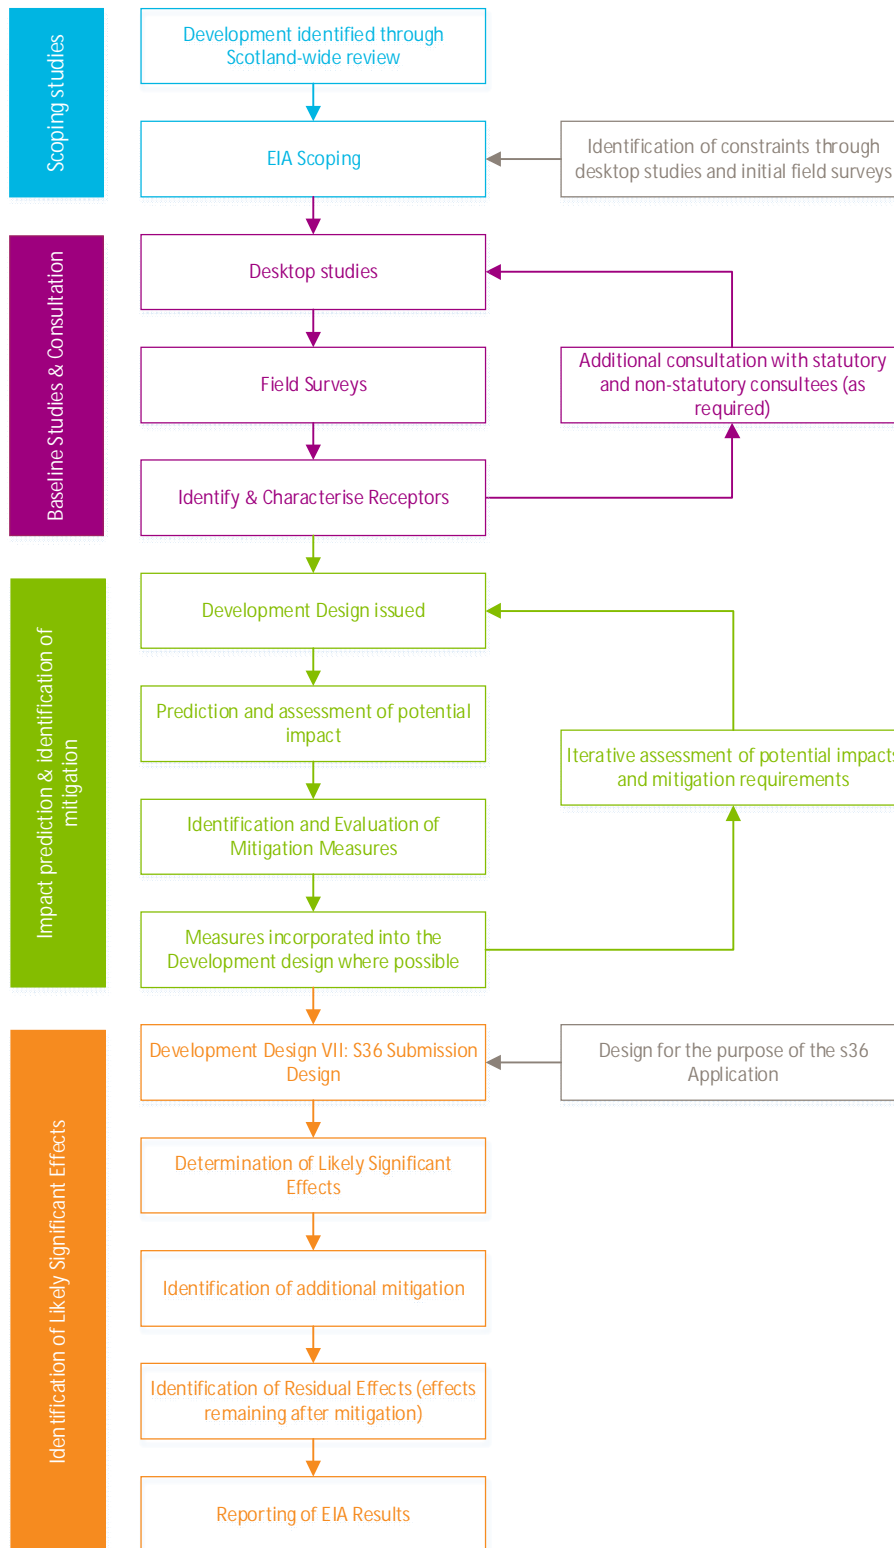 Scoping studies
Development identified through
Scotland-wide review
EIA Scoping
Identification of constraints through
desktop studies and initial field surveys
Baseline Studies & Consultation
Desktop studies
Field Surveys
Additional consultation with statutory
and non-statutory consultees (as
required)
Identify & Characterise Receptors
Impact prediction & identification of
mitigation
Development Design issued
Prediction and assessment of potential
impact
Iterative assessment of potential impacts
and mitigation requirements
Identification and Evaluation of
Mitigation Measures
Measures incorporated into the
Development design where possible
Identification of Likely Significant Effects
Development Design VII: S36 Submission
Design
Design for the purpose of the s36
Application
Determination of Likely Significant
Effects
Identification of additional mitigation
Identification of Residual Effects (effects
remaining after mitigation)
Reporting of EIA Results